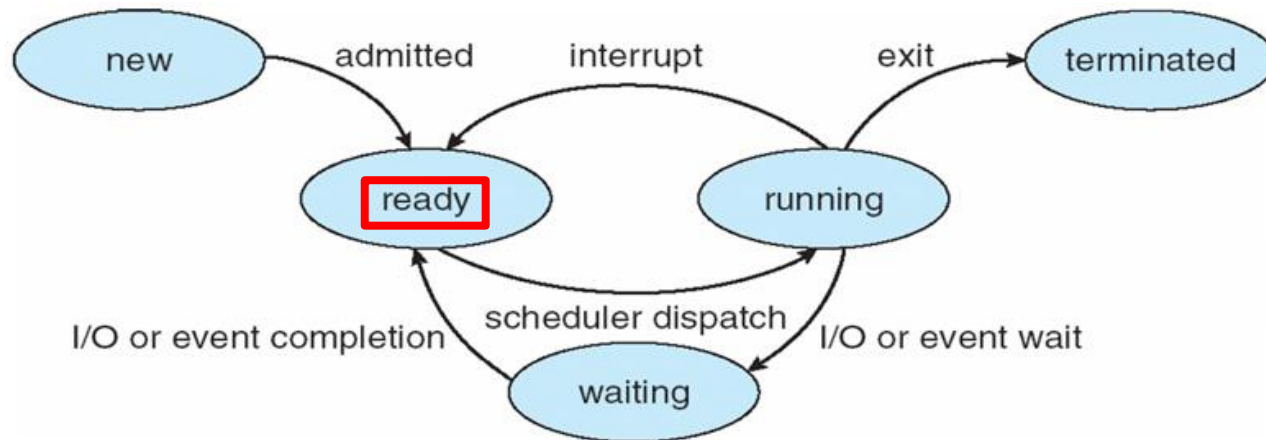 new
admitted
interrupt
exit
terminated
ready
running
I/O or event completion
scheduler dispatch
I/O or event wait
waiting